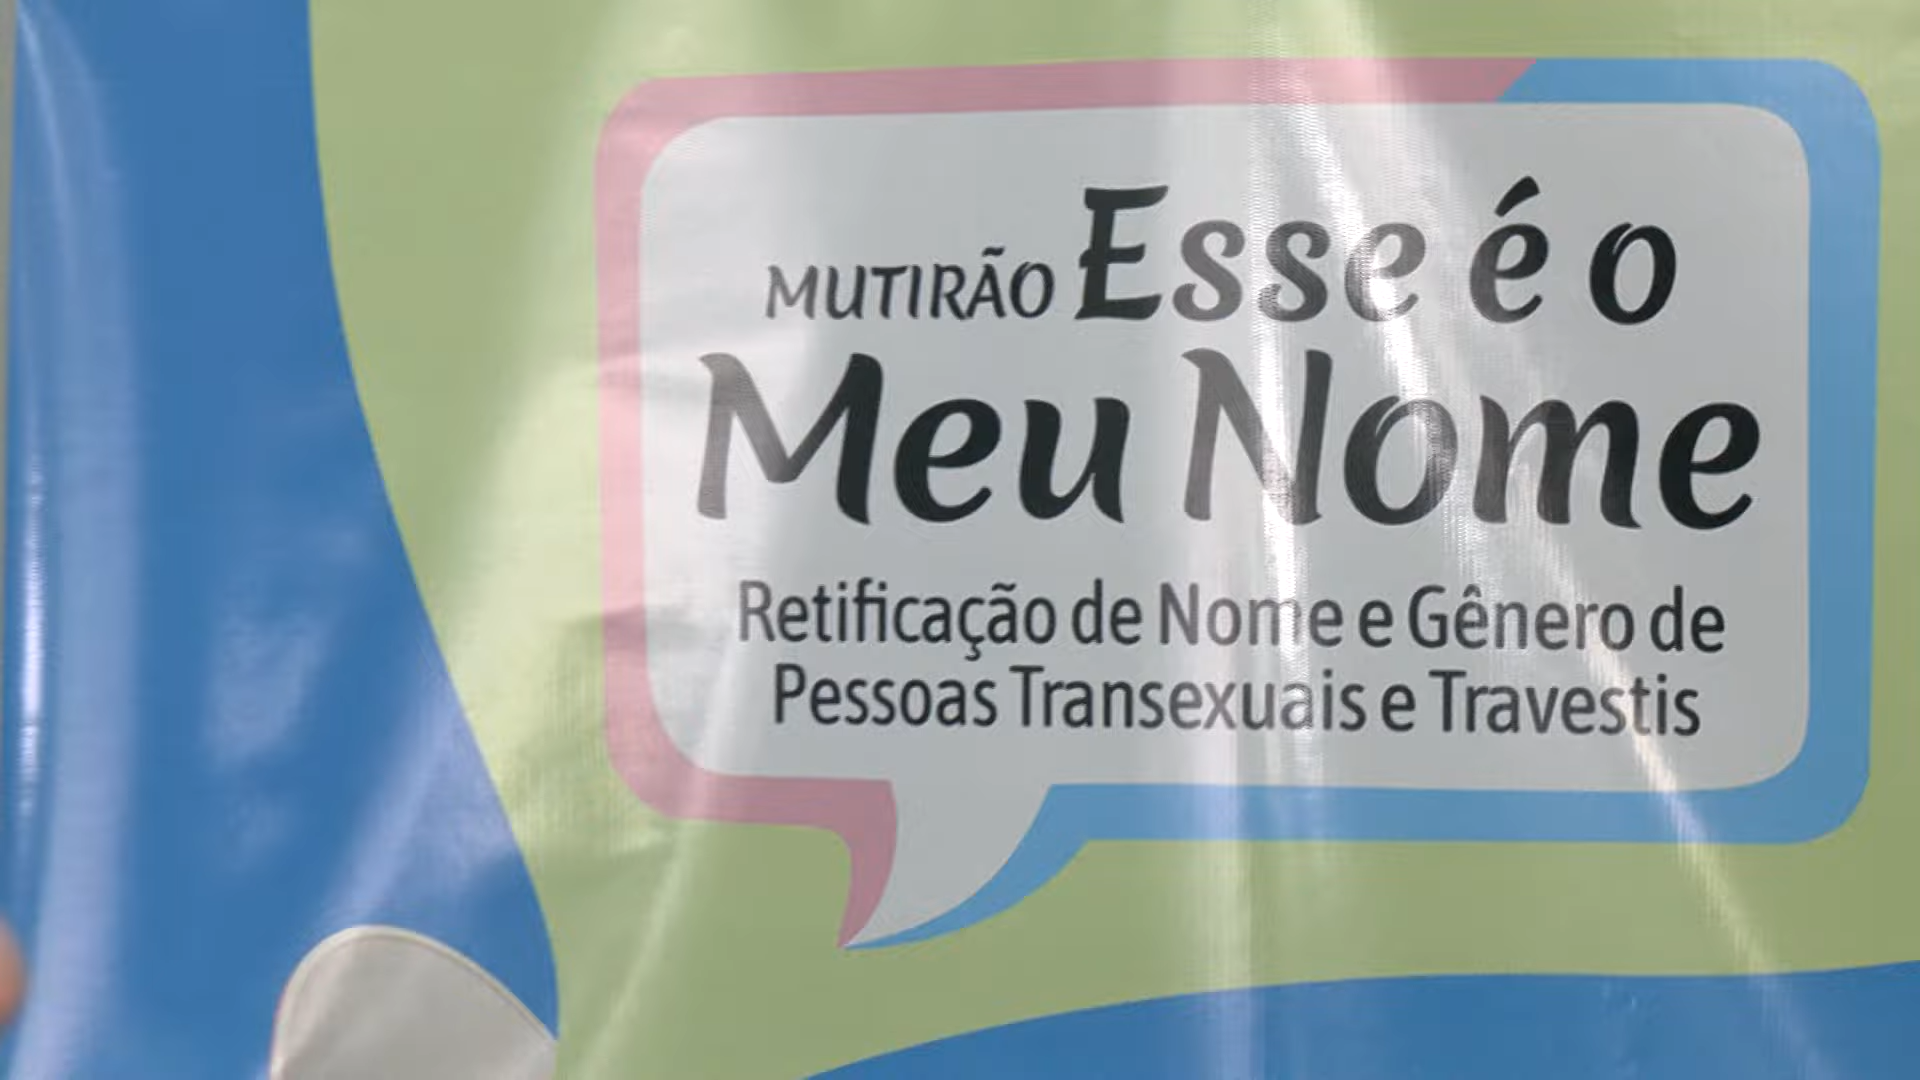 MUTIRÃO Esse é o
Meu Nome
Retificação de Nome e Gênero de
Pessoas Transexuais e Travestis